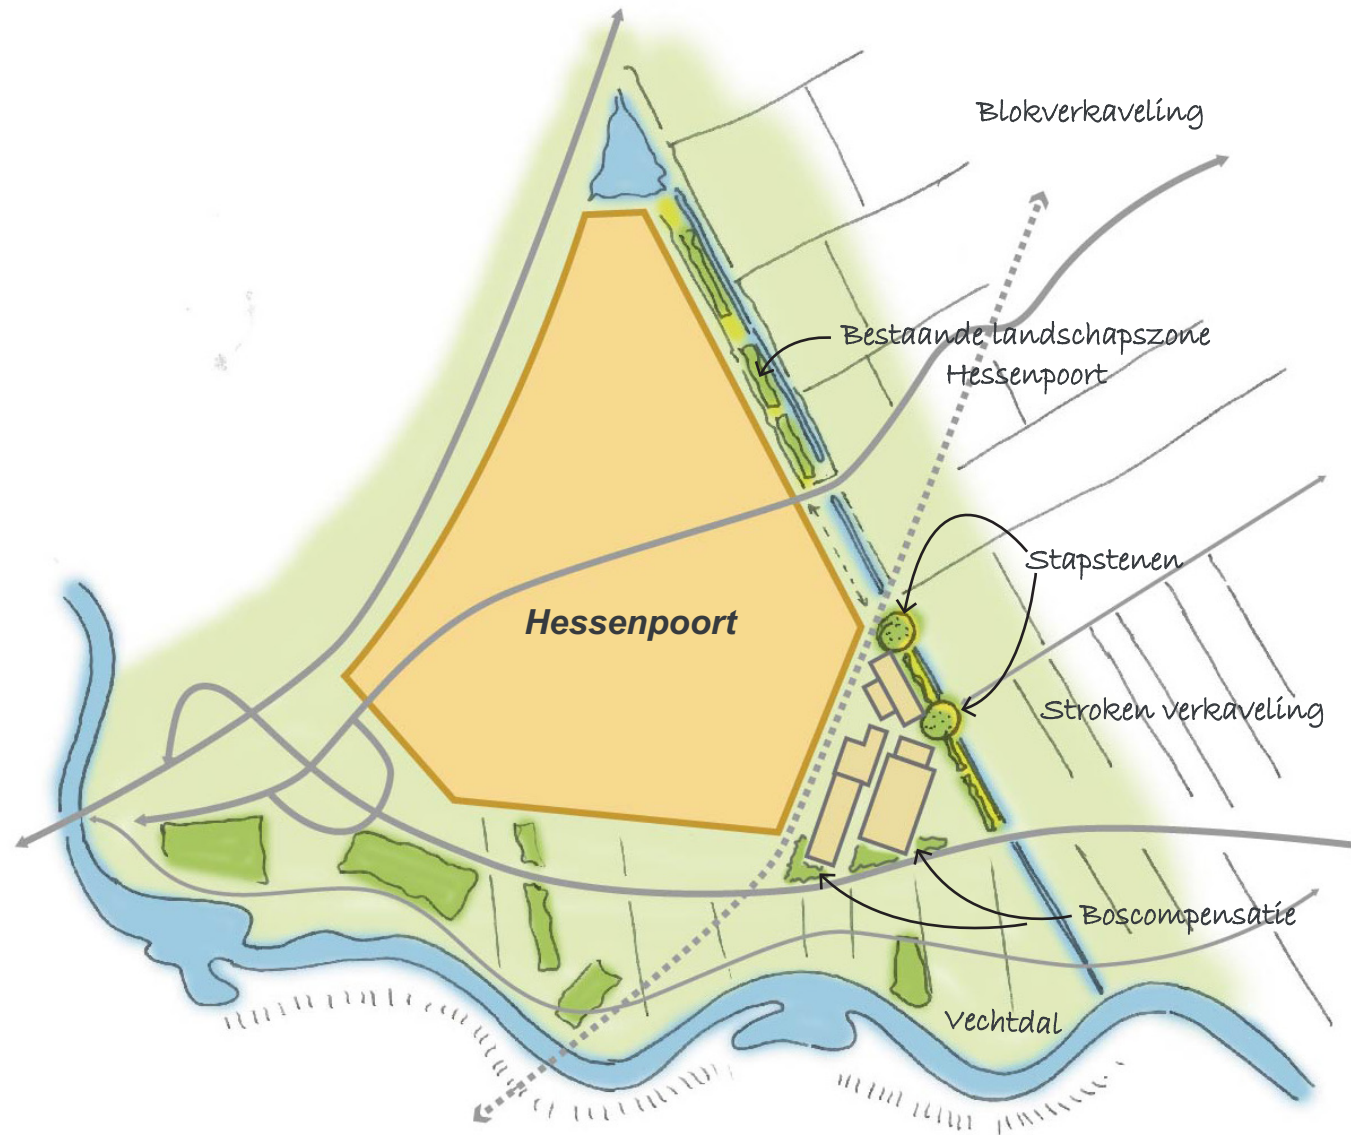 Blokverkaveling
Bestaande landschapszone
Hessenpoort
Stapstenen
Hessenpoort
Stroken verkaveling
Boscompensatie
Vechtdal